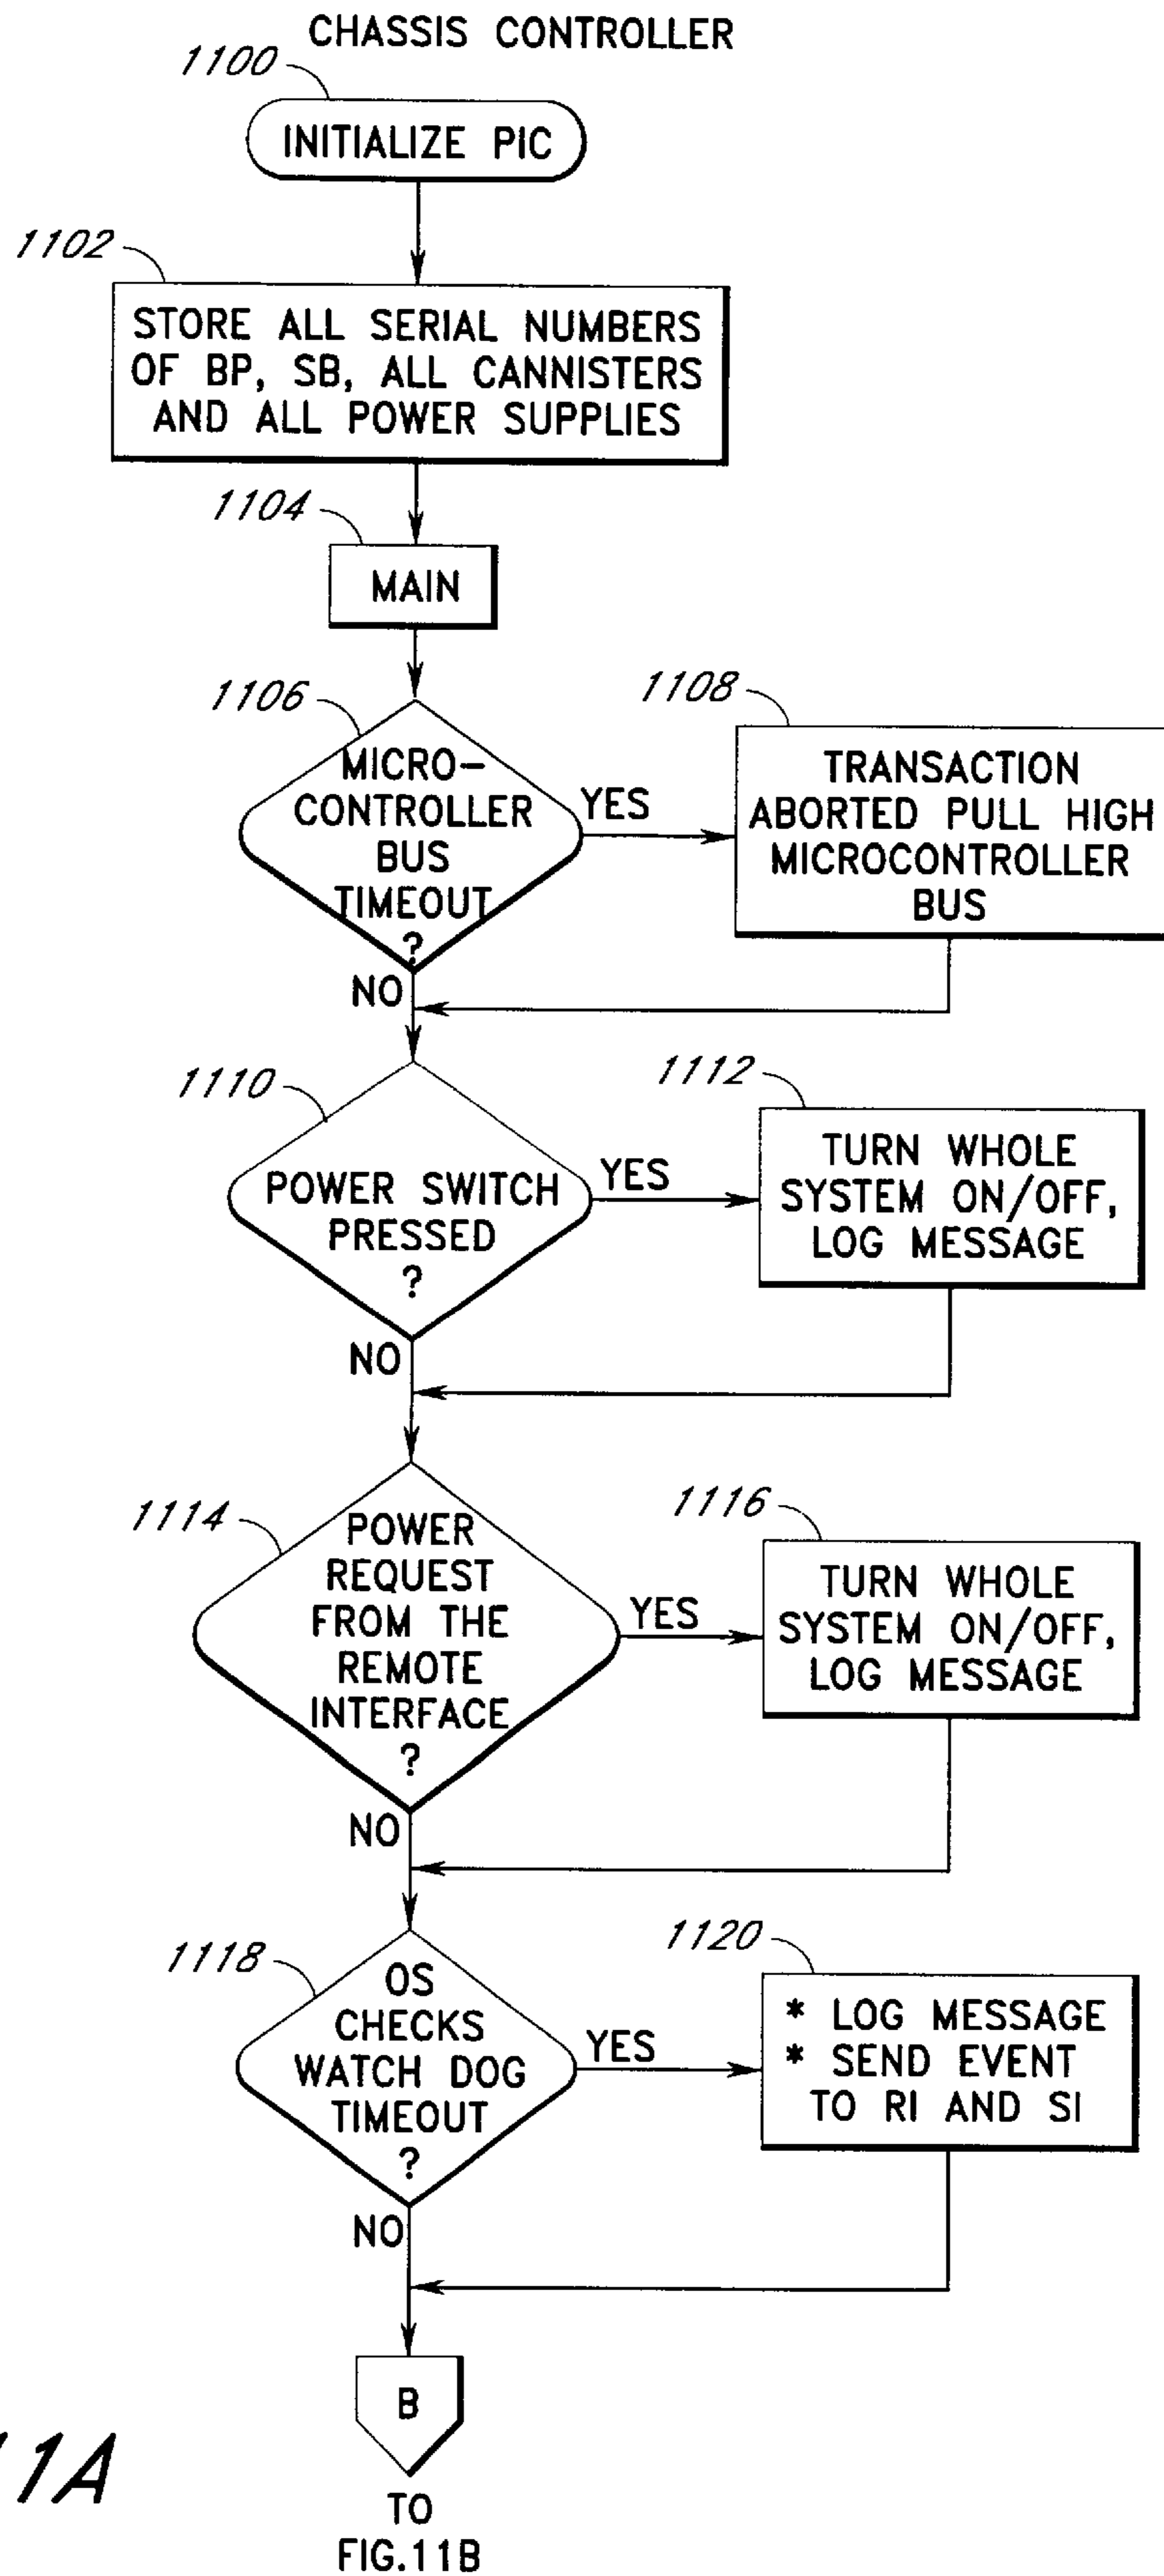 CHASSIS CONTROLLER
1100
INITIALIZE PIC
1102
STORE ALL SERIAL NUMBERS
OF BP, SB, ALL CANNISTERS
AND ALL POWER SUPPLIES
1104
MAIN
1106
MICRO-
CONTROLLER
BUS
TIMEOUT
?
YES
NO
1108
TRANSACTION
ABORTED PULL HIGH
MICROCONTROLLER
BUS
1110
POWER SWITCH
PRESSED
?
YES
NO
1112
TURN WHOLE
SYSTEM ON/OFF,
LOG MESSAGE
1114
POWER
REQUEST
FROM THE
REMOTE
INTERFACE
?
YES
NO
1116
TURN WHOLE
SYSTEM ON/OFF,
LOG MESSAGE
1118
OS
CHECKS
WATCH DOG
TIMEOUT
?
YES
NO
1120
* LOG MESSAGE
* SEND EVENT
TO RI AND SI
B
TO
FIG.11B
11A